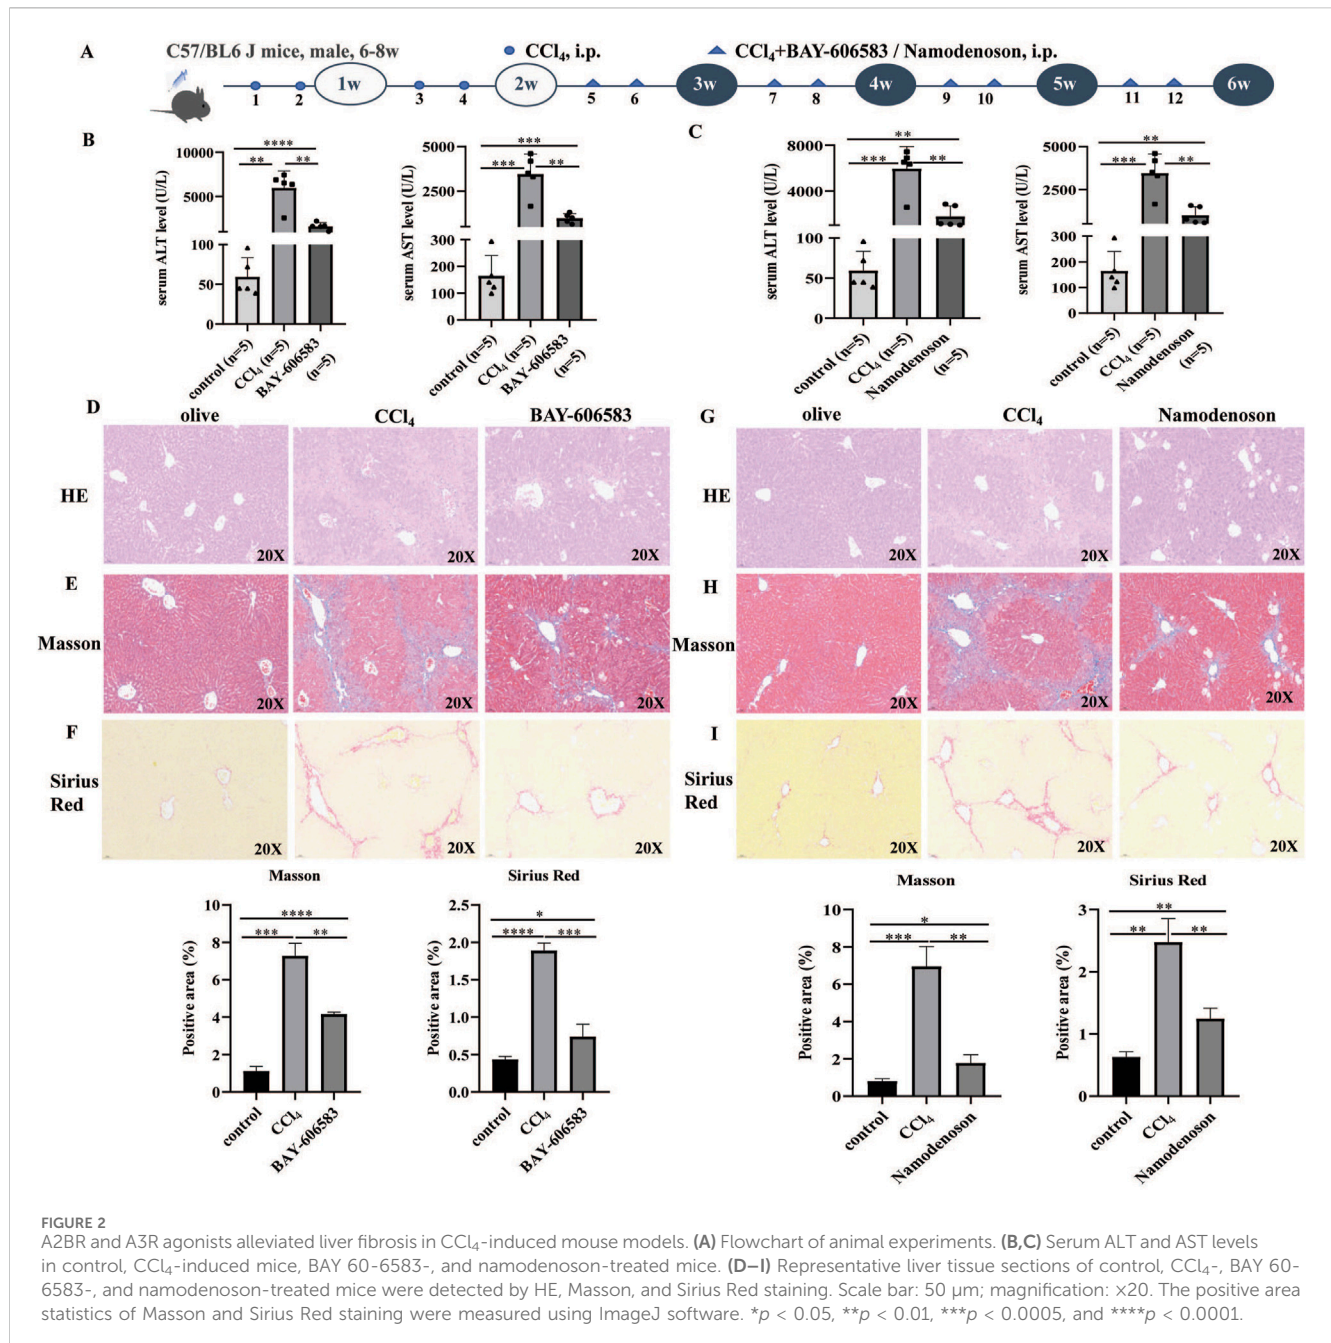 A
C57/BL6 J mice, male, 6-8w
CCl4, i.p.
CCl4+BAY-606583 / Namodenoson, i.p.
1w 2w 3w 4w 5w 6w
1 2 3 4 5 6 7 8 9 10 11 12
B
serum ALT level (U/L)
10000
5000
100
50
0
****
** **
control (n=5)
CCl4 (n=5)
BAY-606583
(n=5)
serum AST level (U/L)
5000
2500
300
200
100
0
***
*** **
control (n=5)
CCl4 (n=5)
BAY-606583
(n=5)
C
serum ALT level (U/L)
8000
4000
100
50
0
**
*** **
control (n=5)
CCl4 (n=5)
Namodenoson
(n=5)
serum AST level (U/L)
5000
2500
300
200
100
0
**
*** **
control (n=5)
CCl4 (n=5)
Namodenoson
(n=5)
D
olive CCl4 BAY-606583
HE
20X 20X 20X
E
Masson
20X 20X 20X
F
Sirius
Red
20X 20X 20X
G
olive CCl4 Namodenoson
HE
20X 20X 20X
H
Masson
20X 20X 20X
I
Sirius
Red
20X 20X 20X
Masson
Positive area (%)
10
8
6
4
2
0
****
*** **
control
CCl4
BAY-606583
Sirius Red
Positive area (%)
2.5
2.0
1.5
1.0
0.5
0.0
*
**** ***
control
CCl4
BAY-606583
Masson
Positive area (%)
10
8
6
4
2
0
*
*** **
control
CCl4
Namodenoson
Sirius Red
Positive area (%)
3
2
1
0
**
** **
control
CCl4
Namodenoson
FIGURE 2
A2BR and A3R agonists alleviated liver fibrosis in CCl4-induced mouse models. (A) Flowchart of animal experiments. (B,C) Serum ALT and AST levels
in control, CCl4-induced mice, BAY 60-6583-, and namodenoson-treated mice. (D–I) Representative liver tissue sections of control, CCl4-, BAY 60-
6583-, and namodenoson-treated mice were detected by HE, Masson, and Sirius Red staining. Scale bar: 50 μm; magnification: ×20. The positive area
statistics of Masson and Sirius Red staining were measured using ImageJ software. *p < 0.05, **p < 0.01, ***p < 0.0005, and ****p < 0.0001.